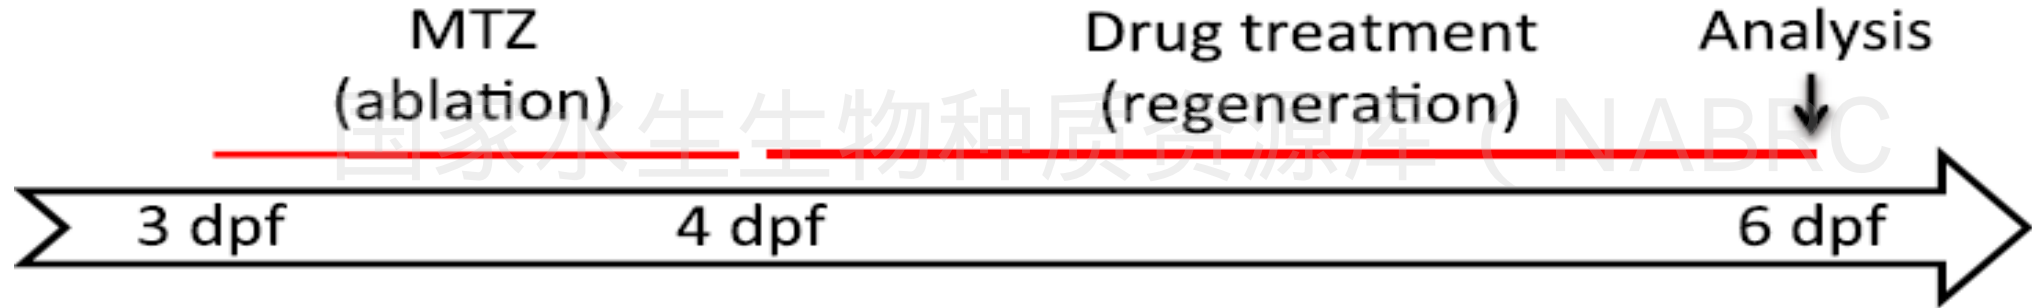 MTZ
(ablation)
Drug treatment
(regeneration)
Analysis
国家水生生物种质资源库（NABRC
3 dpf
4 dpf
6 dpf